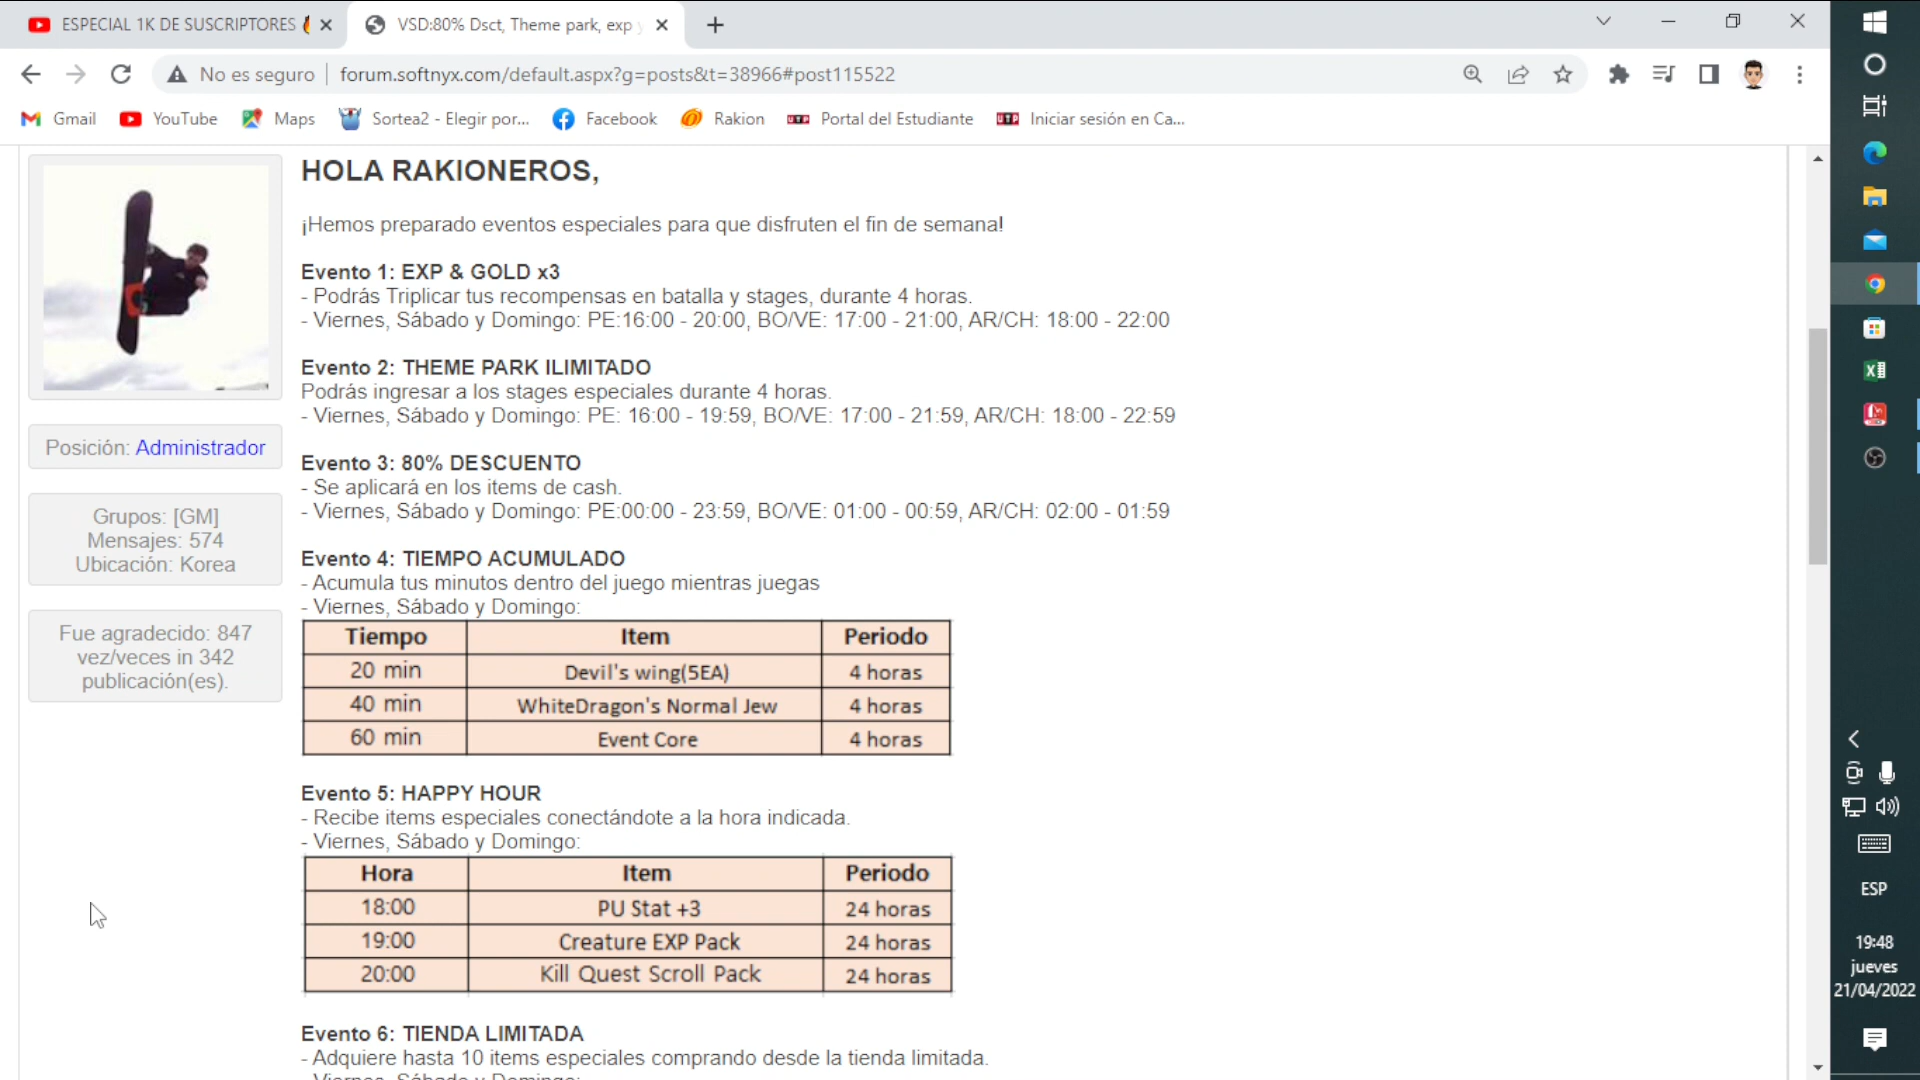 ESPECIAL 1K DE SUSCRIPTORES
VSD:80% Dsct, Theme park, exp
No es seguro
forum.softnyx.com/default.aspx?g=posts&t=38966#post115522
Gmail
YouTube
Maps
Sortea2 - Elegir por...
Facebook
Rakion
UTP
Portal del Estudiante
UTP
Iniciar sesión en Ca...
HOLA RAKIONEROS,
¡Hemos preparado eventos especiales para que disfruten el fin de semana!
Evento 1: EXP & GOLD x3
- Podrás Triplicar tus recompensas en batalla y stages, durante 4 horas.
- Viernes, Sábado y Domingo: PE:16:00 - 20:00, BO/VE: 17:00 - 21:00, AR/CH: 18:00 - 22:00
Evento 2: THEME PARK ILIMITADO
Podrás ingresar a los stages especiales durante 4 horas.
- Viernes, Sábado y Domingo: PE: 16:00 - 19:59, BO/VE: 17:00 - 21:59, AR/CH: 18:00 - 22:59
Posición: Administrador
Evento 3: 80% DESCUENTO
- Se aplicará en los items de cash.
- Viernes, Sábado y Domingo: PE:00:00 - 23:59, BO/VE: 01:00 - 00:59, AR/CH: 02:00 - 01:59
Grupos: [GM]
Mensajes: 574
Ubicación: Korea
Evento 4: TIEMPO ACUMULADO
- Acumula tus minutos dentro del juego mientras juegas
- Viernes, Sábado y Domingo:
Fue agradecido: 847
vez/veces in 342
publicación(es).
Tiempo Item Periodo
20 min Devil's wing(5EA) 4 horas
40 min WhiteDragon's Normal Jew 4 horas
60 min Event Core 4 horas
Evento 5: HAPPY HOUR
- Recibe items especiales conectándote a la hora indicada.
- Viernes, Sábado y Domingo:
Hora Item Periodo
18:00 PU Stat +3 24 horas
19:00 Creature EXP Pack 24 horas
20:00 Kill Quest Scroll Pack 24 horas
Evento 6: TIENDA LIMITADA
- Adquiere hasta 10 items especiales comprando desde la tienda limitada.
- Viernes, Sábado y Domingo:
ESP
19:48
jueves
21/04/2022